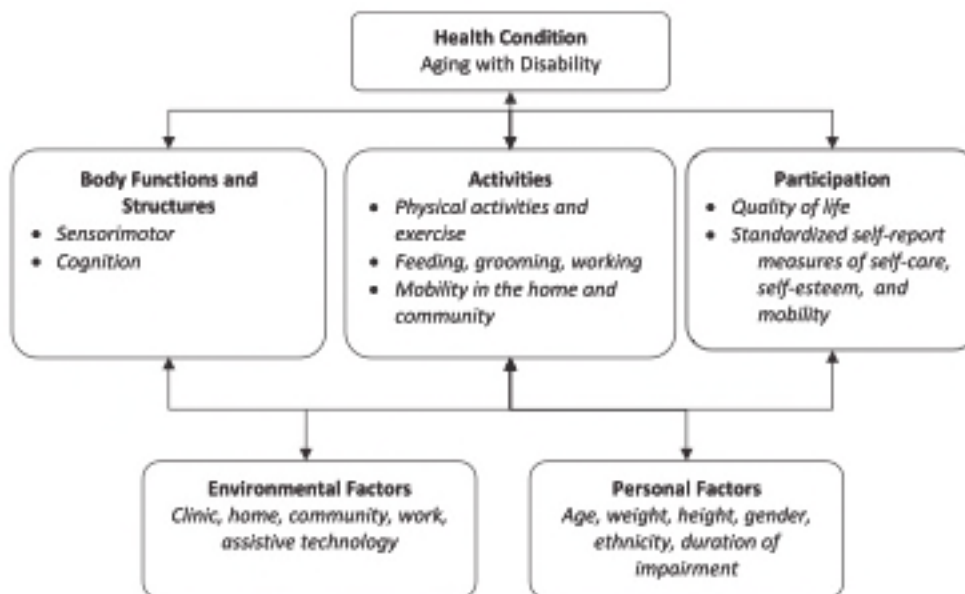 Health Condition
Aging with Disability
Body Functions and
Structures
• Sensorimotor
• Cognition
Activities
• Physical activities and
exercise
• Feeding, grooming, working
• Mobility in the home and
community
Participation
• Quality of life
• Standardized self-report
measures of self-care,
self-esteem, and
mobility
Environmental Factors
Clinic, home, community, work,
assistive technology
Personal Factors
Age, weight, height, gender,
ethnicity, duration of
impairment